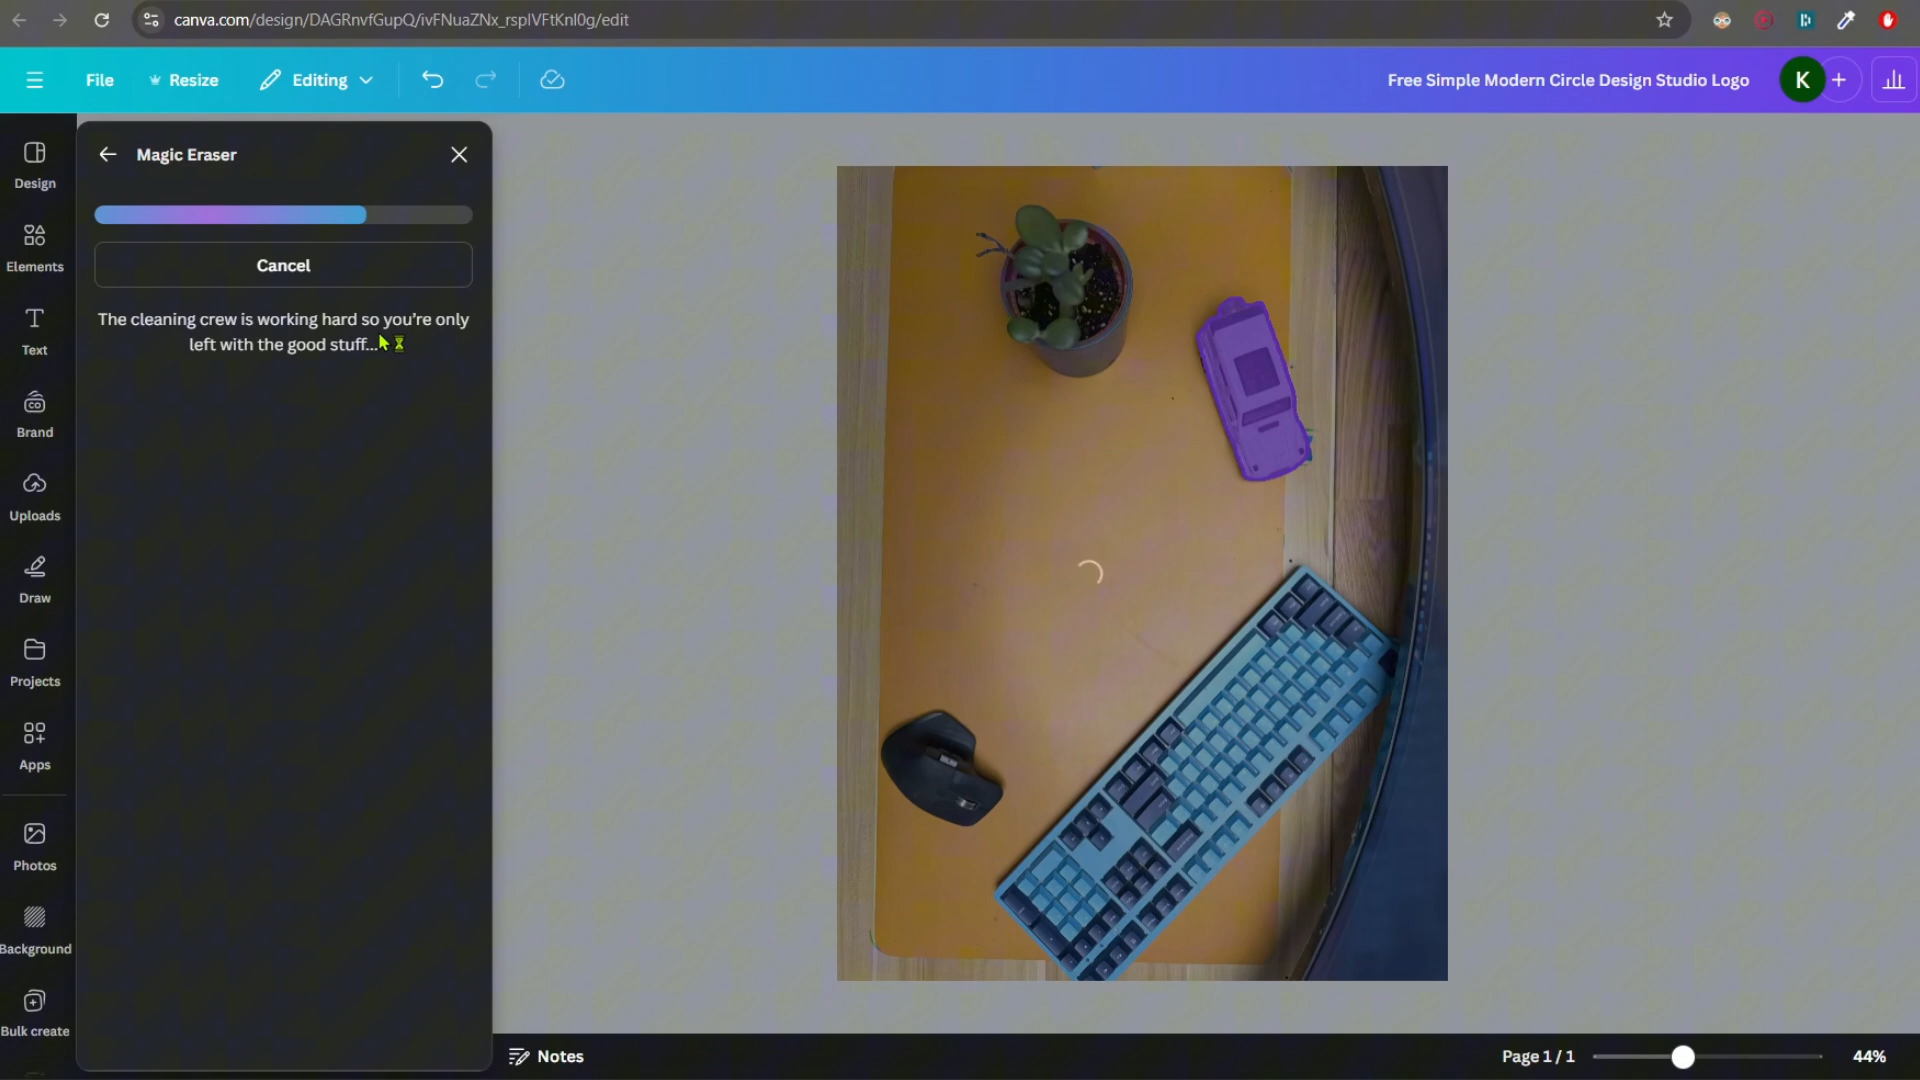 canva.com/design/DAGRnvfGupQ/ivFNuaZNx_rsplVFtKnI0g/edit
File
Resize
Editing
Free Simple Modern Circle Design Studio Logo
K
Design
Elements
Text
Brand
Uploads
Draw
Projects
Apps
Photos
Background
Bulk create
Magic Eraser
Cancel
The cleaning crew is working hard so you're only
left with the good stuff...
Notes
Page 1 / 1
44%